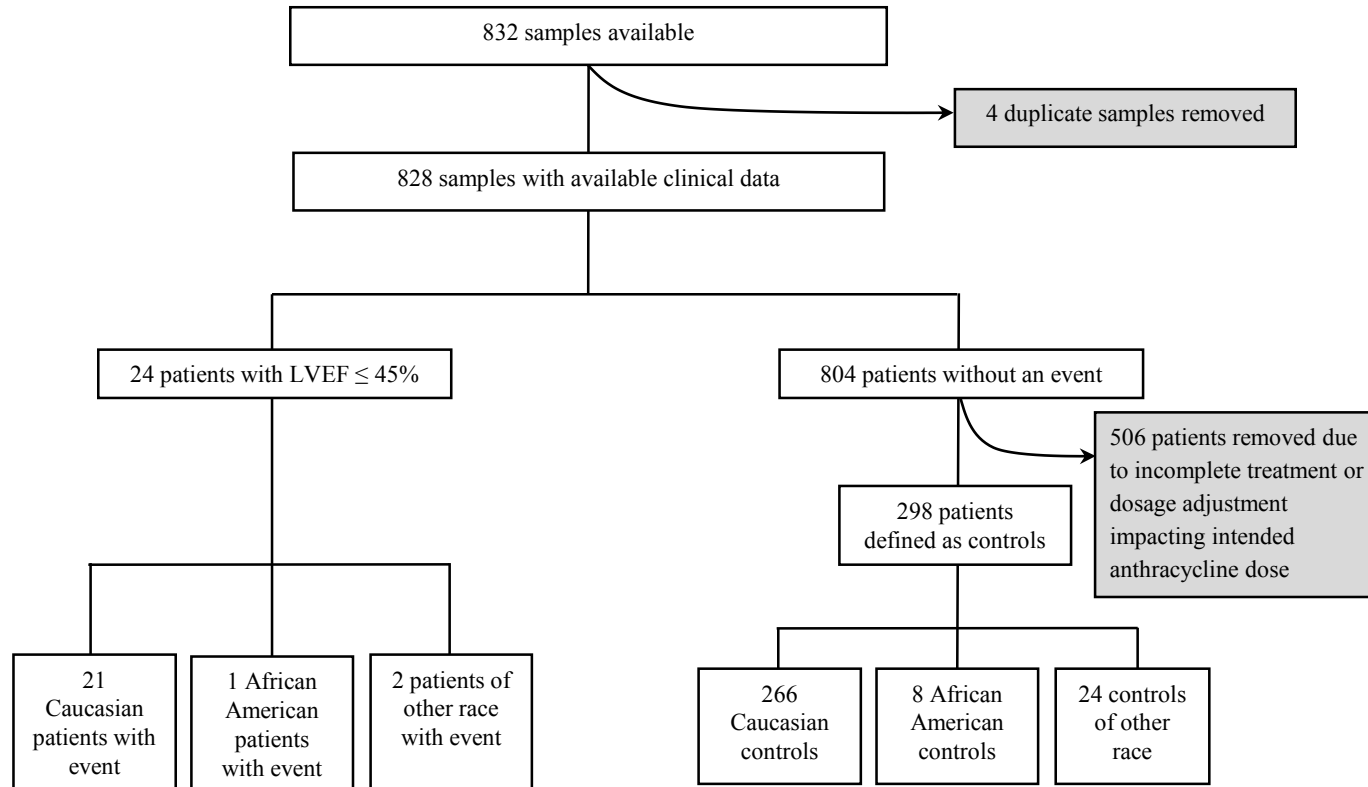 832 samples available
4 duplicate samples removed
828 samples with available clinical data
24 patients with LVEF ≤ 45%
804 patients without an event
506 patients removed due
to incomplete treatment or
dosage adjustment
impacting intended
anthracycline dose
298 patients
defined as controls
21
Caucasian
patients with
event
1 African
American
patients
with event
2 patients of
other race
with event
266
Caucasian
controls
8 African
American
controls
24 controls
of other
race